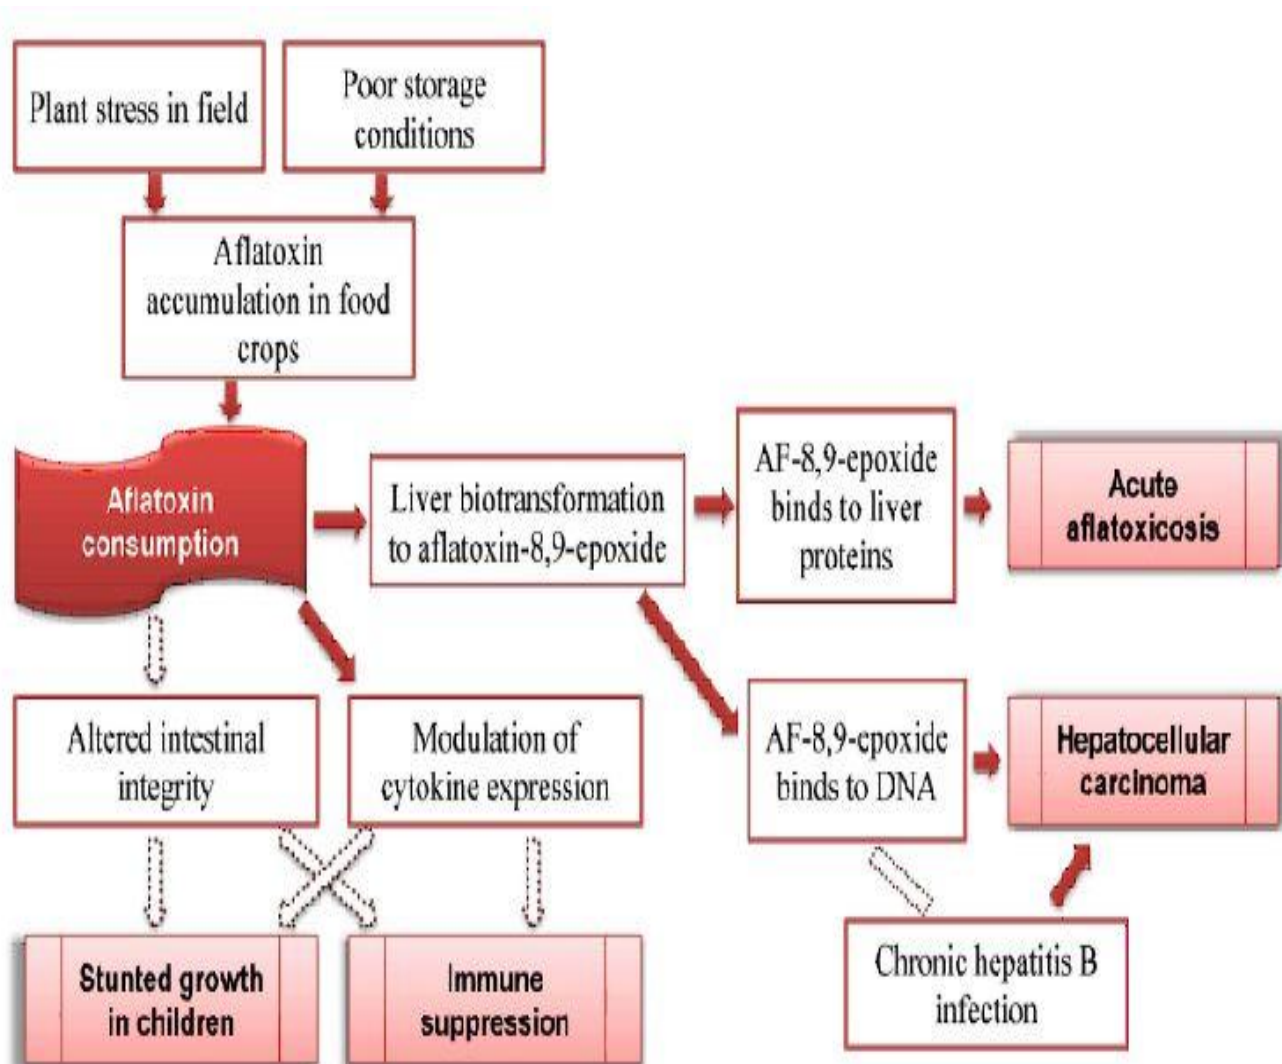 Plant stress in field
Poor storage
conditions
Aflatoxin
accumulation in food
crops
Aflatoxin
consumption
Liver biotransformation
to aflatoxin-8,9-epoxide
AF-8,9-epoxide
binds to liver
proteins
Acute
aflatoxicosis
Altered intestinal
integrity
Modulation of
cytokine expression
AF-8,9-epoxide
binds to DNA
Hepatocellular
carcinoma
Stunted growth
in children
Immune
suppression
Chronic hepatitis B
infection